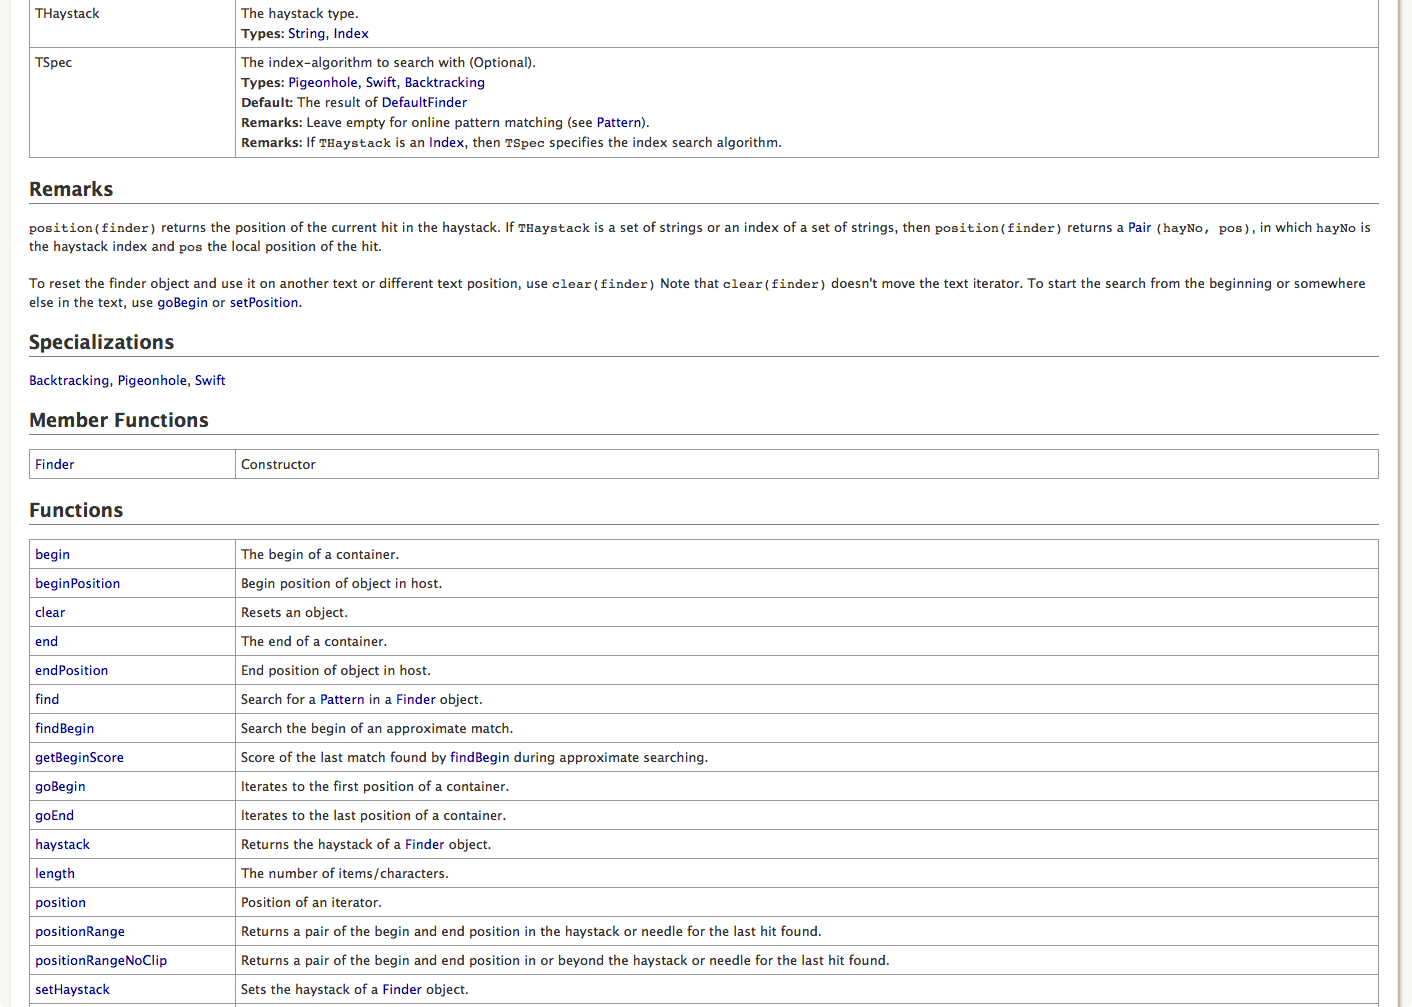 THaystack The haystack type.
Types: String, Index
TSpec The index-algorithm to search with (Optional).
Types: Pigeonhole, Swift, Backtracking
Default: The result of DefaultFinder
Remarks: Leave empty for online pattern matching (see Pattern).
Remarks: If THaystack is an Index, then TSpec specifies the index search algorithm.
Remarks
position(finder) returns the position of the current hit in the haystack. If THaystack is a set of strings or an index of a set of strings, then position(finder) returns a Pair (hayNo, pos), in which hayNo is
the haystack index and pos the local position of the hit.
To reset the finder object and use it on another text or different text position, use clear(finder) Note that clear(finder) doesn't move the text iterator. To start the search from the beginning or somewhere
else in the text, use goBegin or setPosition.
Specializations
Backtracking, Pigeonhole, Swift
Member Functions
Finder Constructor
Functions
begin The begin of a container.
beginPosition Begin position of object in host.
clear Resets an object.
end The end of a container.
endPosition End position of object in host.
find Search for a Pattern in a Finder object.
findBegin Search the begin of an approximate match.
getBeginScore Score of the last match found by findBegin during approximate searching.
goBegin Iterates to the first position of a container.
goEnd Iterates to the last position of a container.
haystack Returns the haystack of a Finder object.
length The number of items/characters.
position Position of an iterator.
positionRange Returns a pair of the begin and end position in the haystack or needle for the last hit found.
positionRangeNoClip Returns a pair of the begin and end position in or beyond the haystack or needle for the last hit found.
setHaystack Sets the haystack of a Finder object.